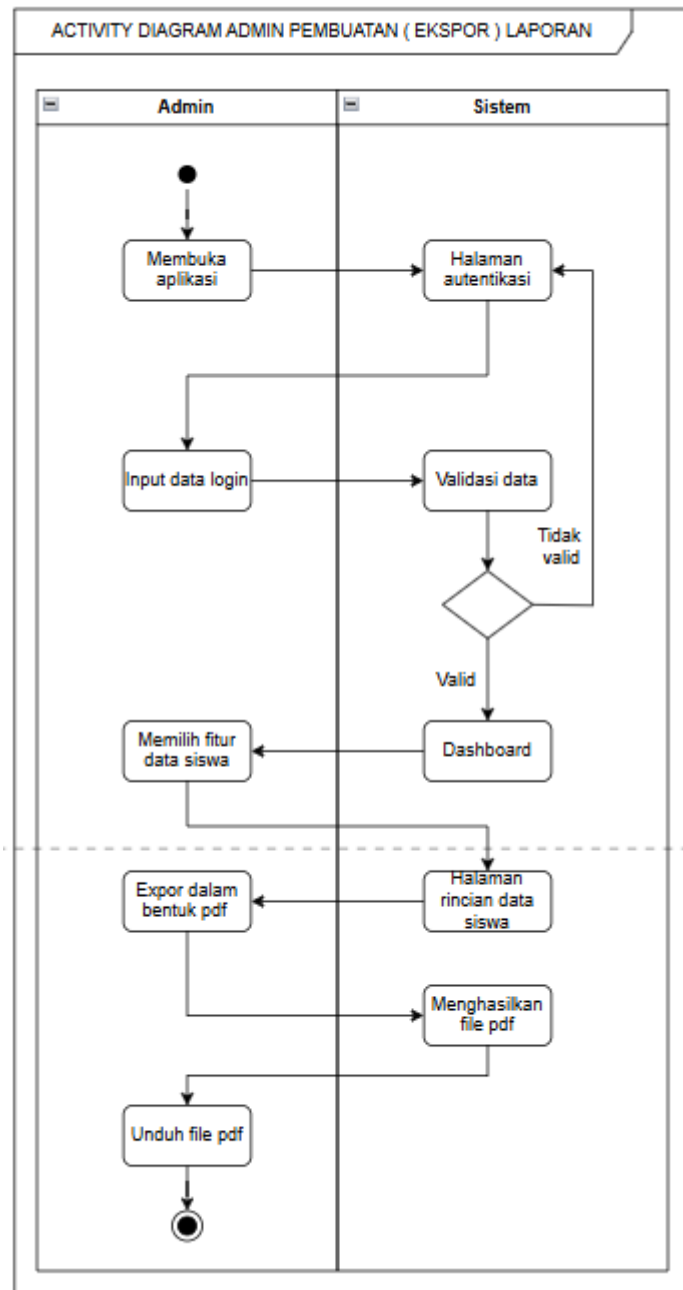 ACTIVITY DIAGRAM ADMIN PEMBUATAN ( EKSPOR ) LAPORAN
Admin
Sistem
Membuka
aplikasi
Halaman
autentikasi
Input data login
Validasi data
Tidak
valid
Valid
Memilih fitur
data siswa
Dashboard
Expor dalam
bentuk pdf
Halaman
rincian data
siswa
Menghasilkan
file pdf
Unduh file pdf